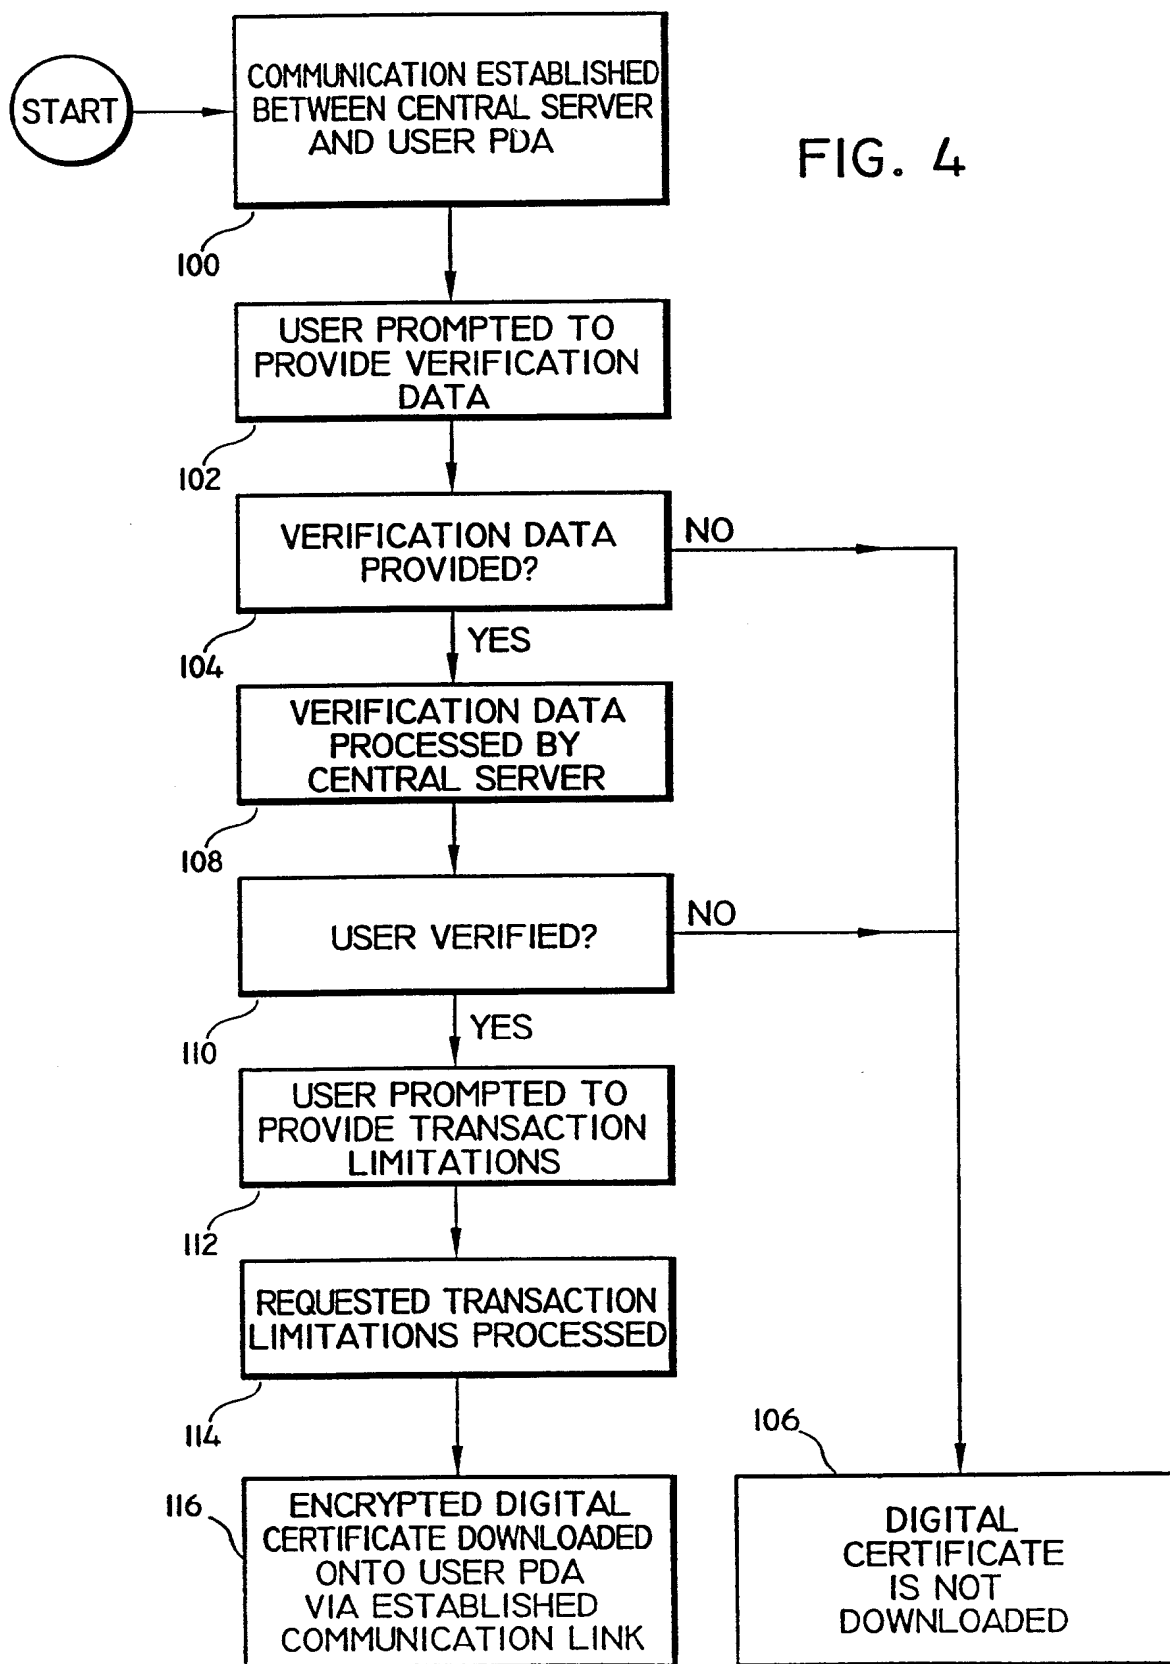 START
COMMUNICATION ESTABLISHED
BETWEEN CENTRAL SERVER
AND USER PDA
FIG. 4
100
USER PROMPTED TO
PROVIDE VERIFICATION
DATA
102
VERIFICATION DATA
PROVIDED?
NO
104
YES
VERIFICATION DATA
PROCESSED BY
CENTRAL SERVER
108
USER VERIFIED?
NO
110
YES
USER PROMPTED TO
PROVIDE TRANSACTION
LIMITATIONS
112
REQUESTED TRANSACTION
LIMITATIONS PROCESSED
114
116
ENCRYPTED DIGITAL
CERTIFICATE DOWNLOADED
ONTO USER PDA
VIA ESTABLISHED
COMMUNICATION LINK
106
DIGITAL
CERTIFICATE
IS NOT
DOWNLOADED